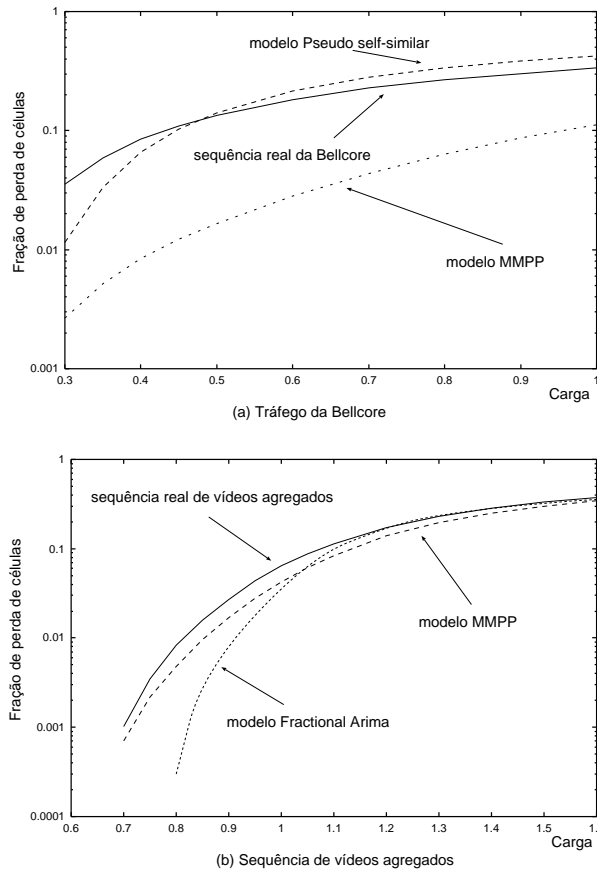 1
modelo Pseudo self-similar
0.1
sequência real da Bellcore
Fração de perda de células
0.01
modelo MMPP
0.001
0.3 0.4 0.5 0.6 0.7 0.8 0.9 1
Carga
(a) Tráfego da Bellcore
1
sequência real de vídeos agregados
0.1
modelo MMPP
Fração de perda de células
0.01
modelo Fractional Arima
0.001
0.0001
0.6 0.7 0.8 0.9 1 1.1 1.2 1.3 1.4 1.5 1.
Carga
(b) Sequência de vídeos agregados